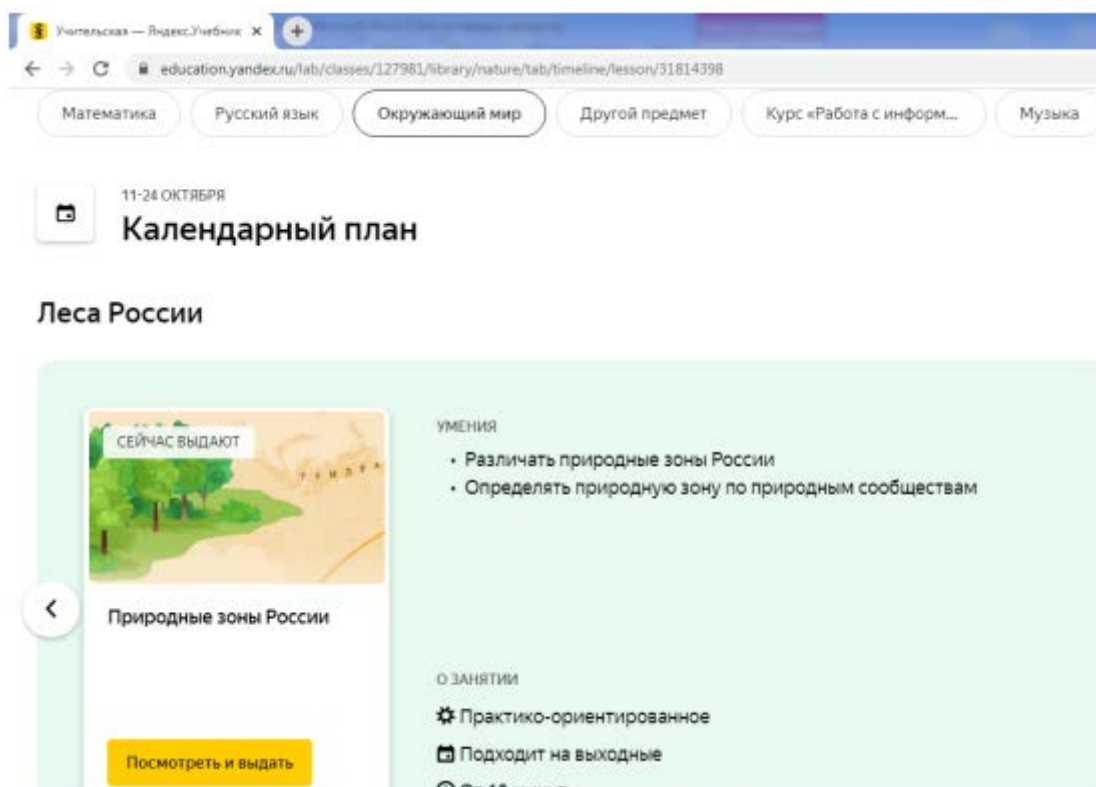 Учительская — Яндекс.Учебник
education.yandex.ru/lab/classes/127981/library/nature/tab/timeline/lesson/31814398
Математика Русский язык Окружающий мир Другой предмет Курс «Работа с информ... Музыка
11-24 ОКТЯБРЯ
Календарный план
Леса России
СЕЙЧАС ВЫДАЮТ
ТУНДРА
Природные зоны России
Посмотреть и выдать
УМЕНИЯ
• Различать природные зоны России
• Определять природную зону по природным сообществам
О ЗАНЯТИИ
Практико-ориентированное
Подходит на выходные